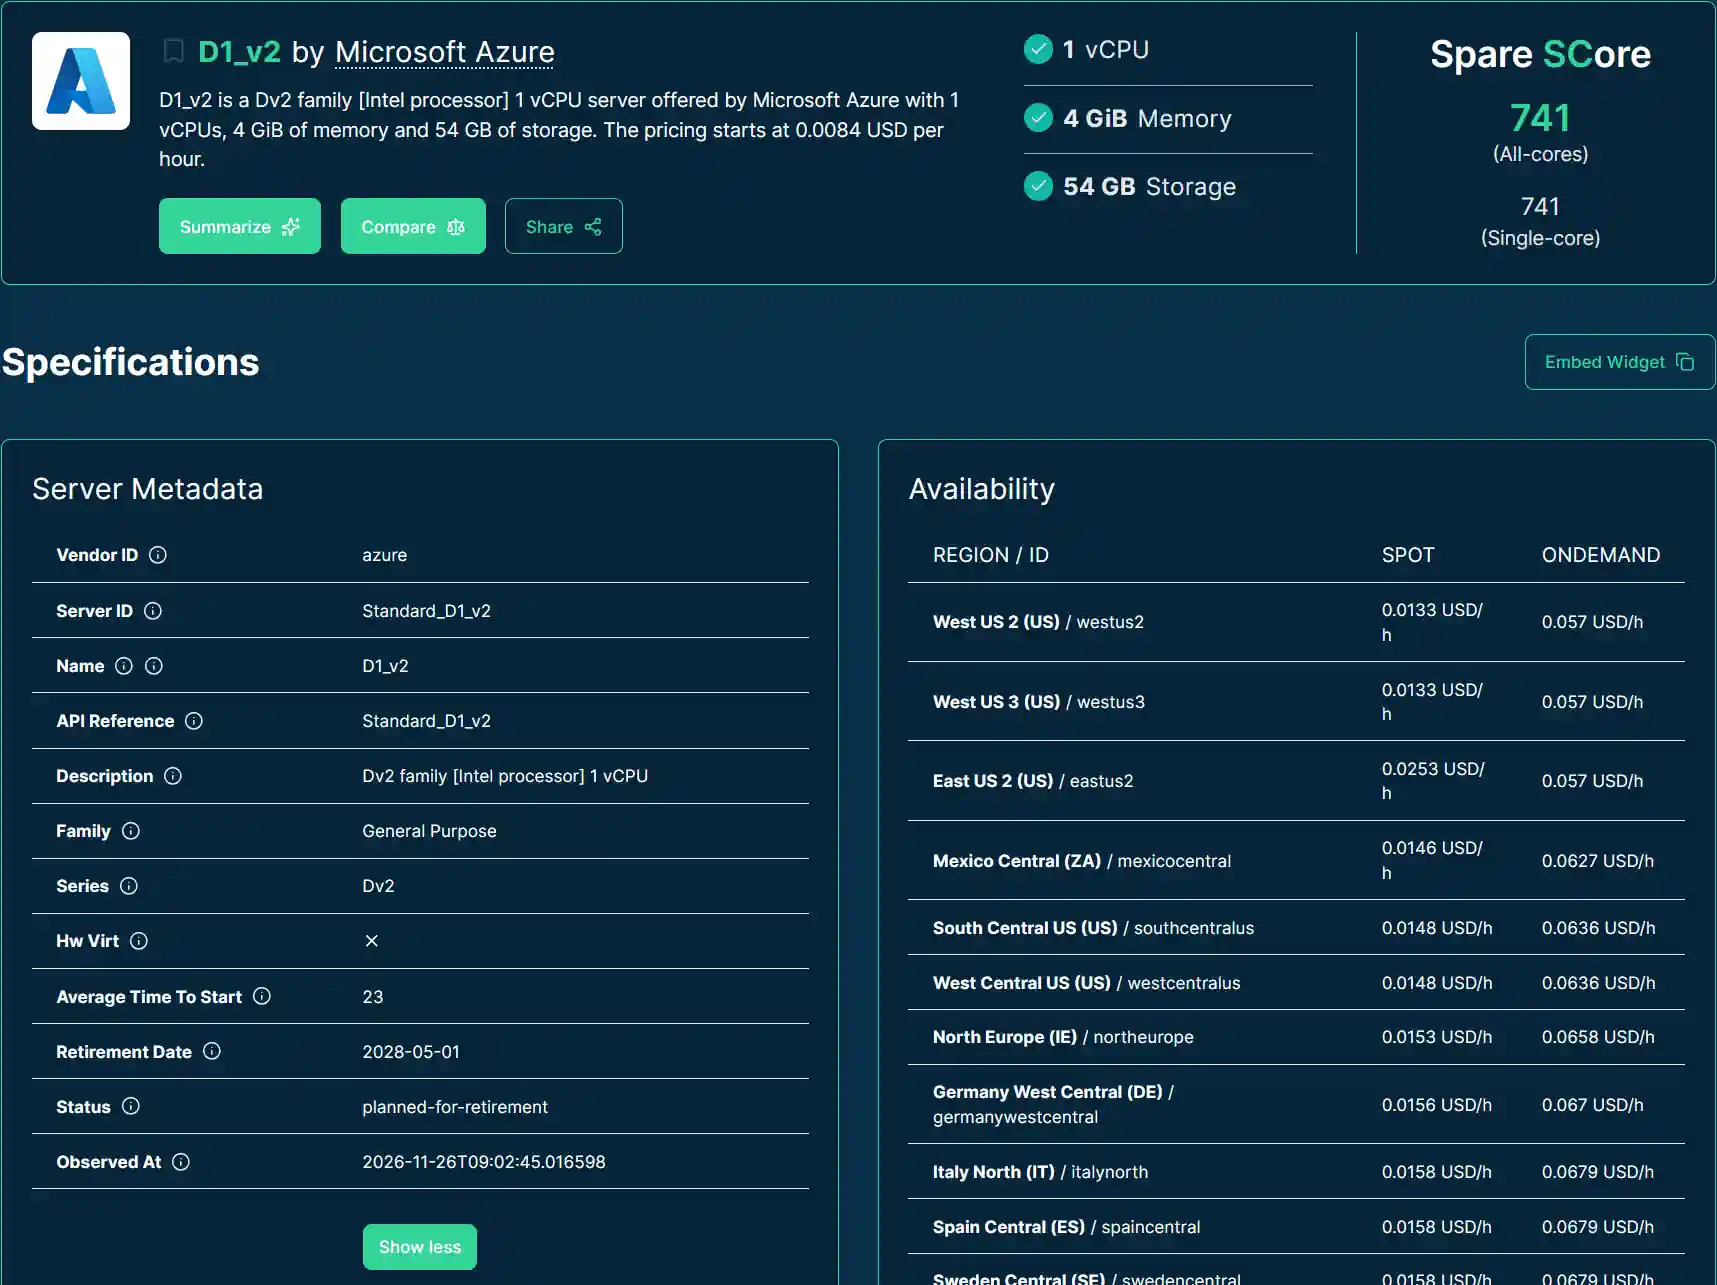 D1_v2 by Microsoft Azure
D1_v2 is a Dv2 family [Intel processor] 1 vCPU server offered by Microsoft Azure with 1
vCPUs, 4 GiB of memory and 54 GB of storage. The pricing starts at 0.0084 USD per
hour.
Summarize
Compare
Share
1 vCPU
4 GiB Memory
54 GB Storage
Spare SCore
741
(All-cores)
741
(Single-core)
Specifications
Embed Widget
Server Metadata
Vendor ID azure
Server ID Standard_D1_v2
Name D1_v2
API Reference Standard_D1_v2
Description Dv2 family [Intel processor] 1 vCPU
Family General Purpose
Series Dv2
Hw Virt
Average Time To Start 23
Retirement Date 2028-05-01
Status planned-for-retirement
Observed At 2026-11-26T09:02:45.016598
Show less
Availability
REGION / ID SPOT ONDEMAND
West US 2 (US) / westus2 0.0133 USD/
h 0.057 USD/h
West US 3 (US) / westus3 0.0133 USD/
h 0.057 USD/h
East US 2 (US) / eastus2 0.0253 USD/
h 0.057 USD/h
Mexico Central (ZA) / mexicocentral 0.0146 USD/
h 0.0627 USD/h
South Central US (US) / southcentralus 0.0148 USD/h 0.0636 USD/h
West Central US (US) / westcentralus 0.0148 USD/h 0.0636 USD/h
North Europe (IE) / northeurope 0.0153 USD/h 0.0658 USD/h
Germany West Central (DE) /
germanywestcentral 0.0156 USD/h 0.067 USD/h
Italy North (IT) / italynorth 0.0158 USD/h 0.0679 USD/h
Spain Central (ES) / spaincentral 0.0158 USD/h 0.0679 USD/h
Sweden Central (SE) / swedencentral 0.0158 USD/h 0.0679 USD/h